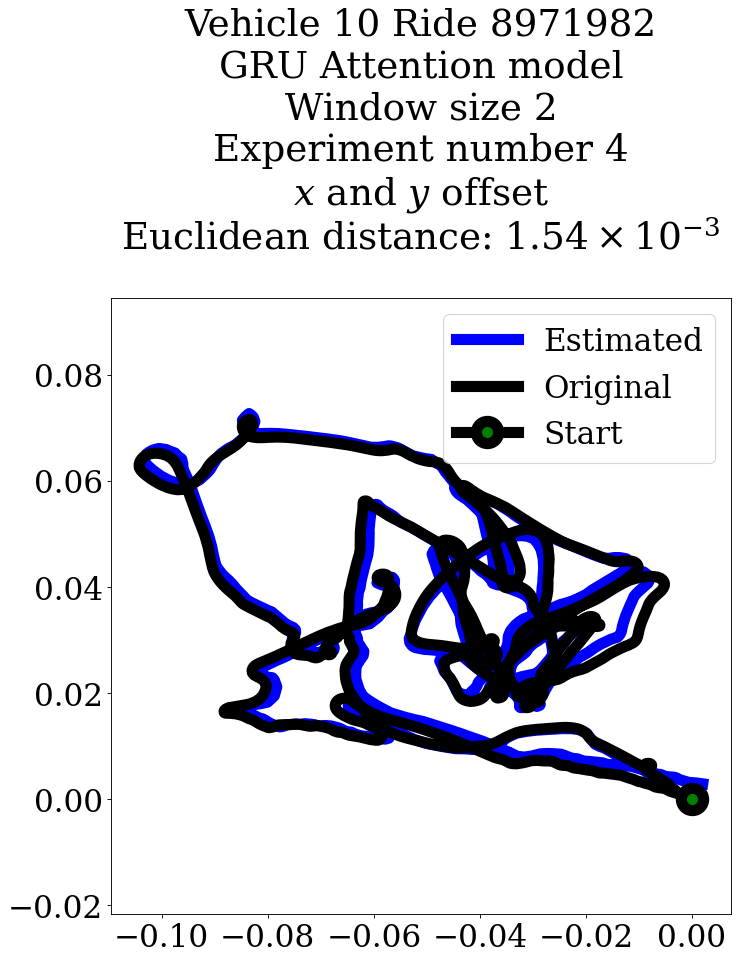 Vehicle 10 Ride 8971982
GRU Attention model
Window size 2
Experiment number 4
x and y offset
Euclidean distance: 1.54 × 10⁻³
Estimated
Original
Start
0.08
0.06
0.04
0.02
0.00
−0.02
−0.10 −0.08 −0.06 −0.04 −0.02 0.00